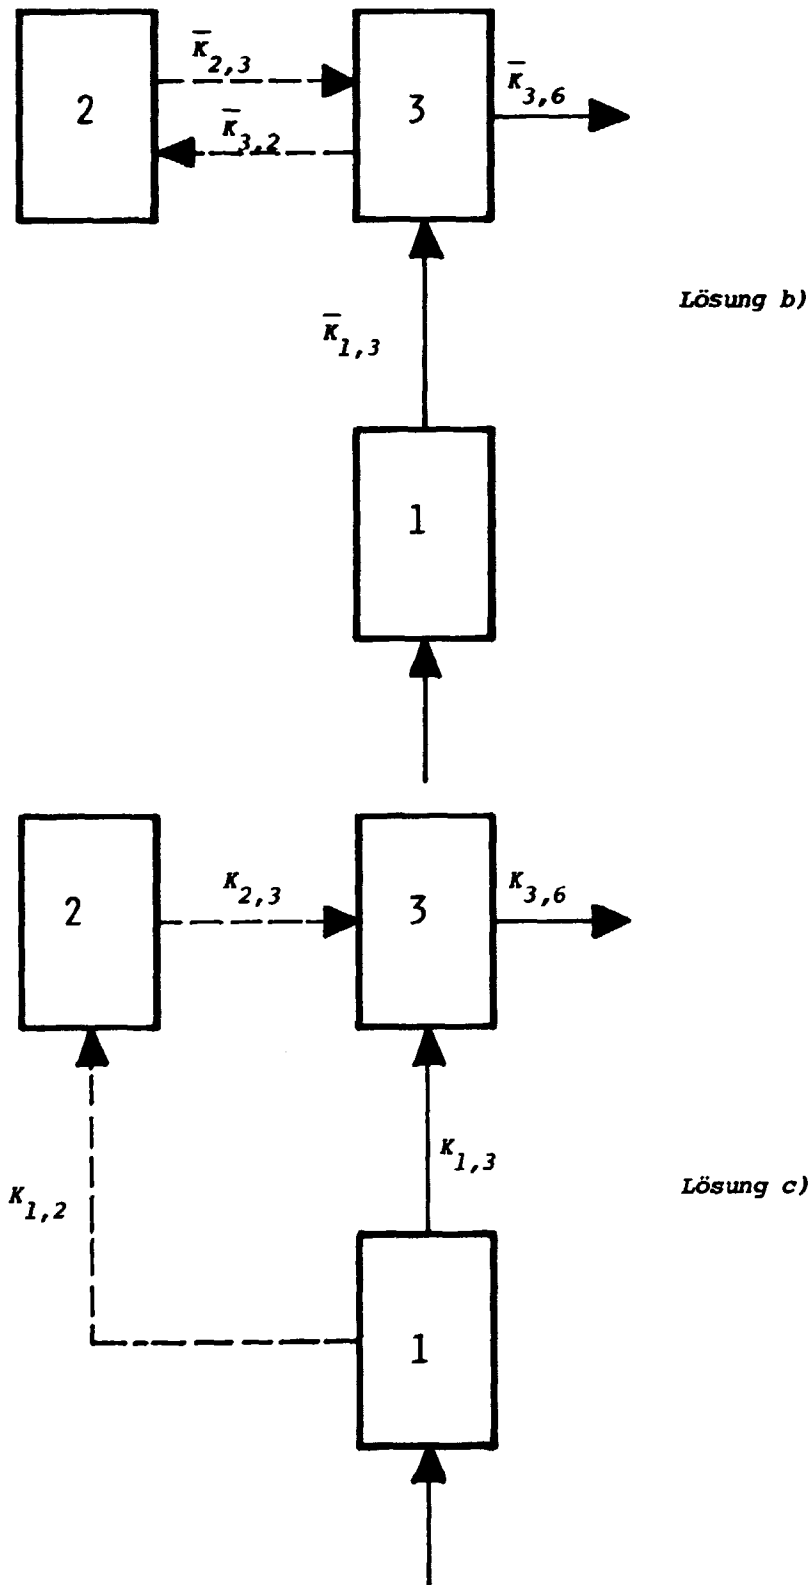 K̅2,3
2
3
K̅3,6
K̅3,2
Lösung b)
K̅1,3
1
2
K2,3
3
K3,6
K1,3
K1,2
Lösung c)
1